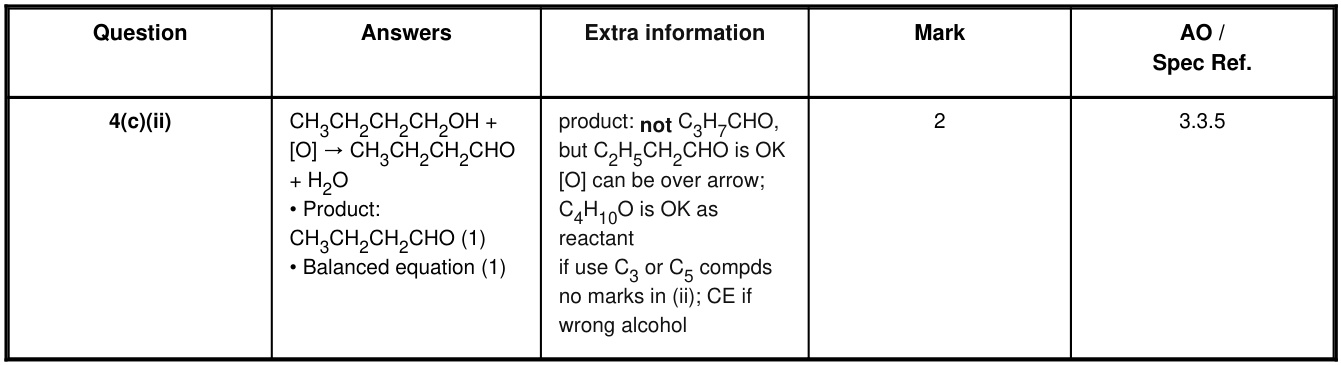 Question
Answers
Extra information
Mark
AO /
Spec Ref.
4(c)(ii)
CH₃CH₂CH₂CH₂OH +
[O] → CH₃CH₂CH₂CHO
+ H₂O
• Product:
CH₃CH₂CH₂CHO (1)
• Balanced equation (1)
product: not C₃H₇CHO,
but C₂H₅CH₂CHO is OK
[O] can be over arrow;
C₄H₁₀O is OK as
reactant
if use C₃ or C₅ compds
no marks in (ii); CE if
wrong alcohol
2
3.3.5